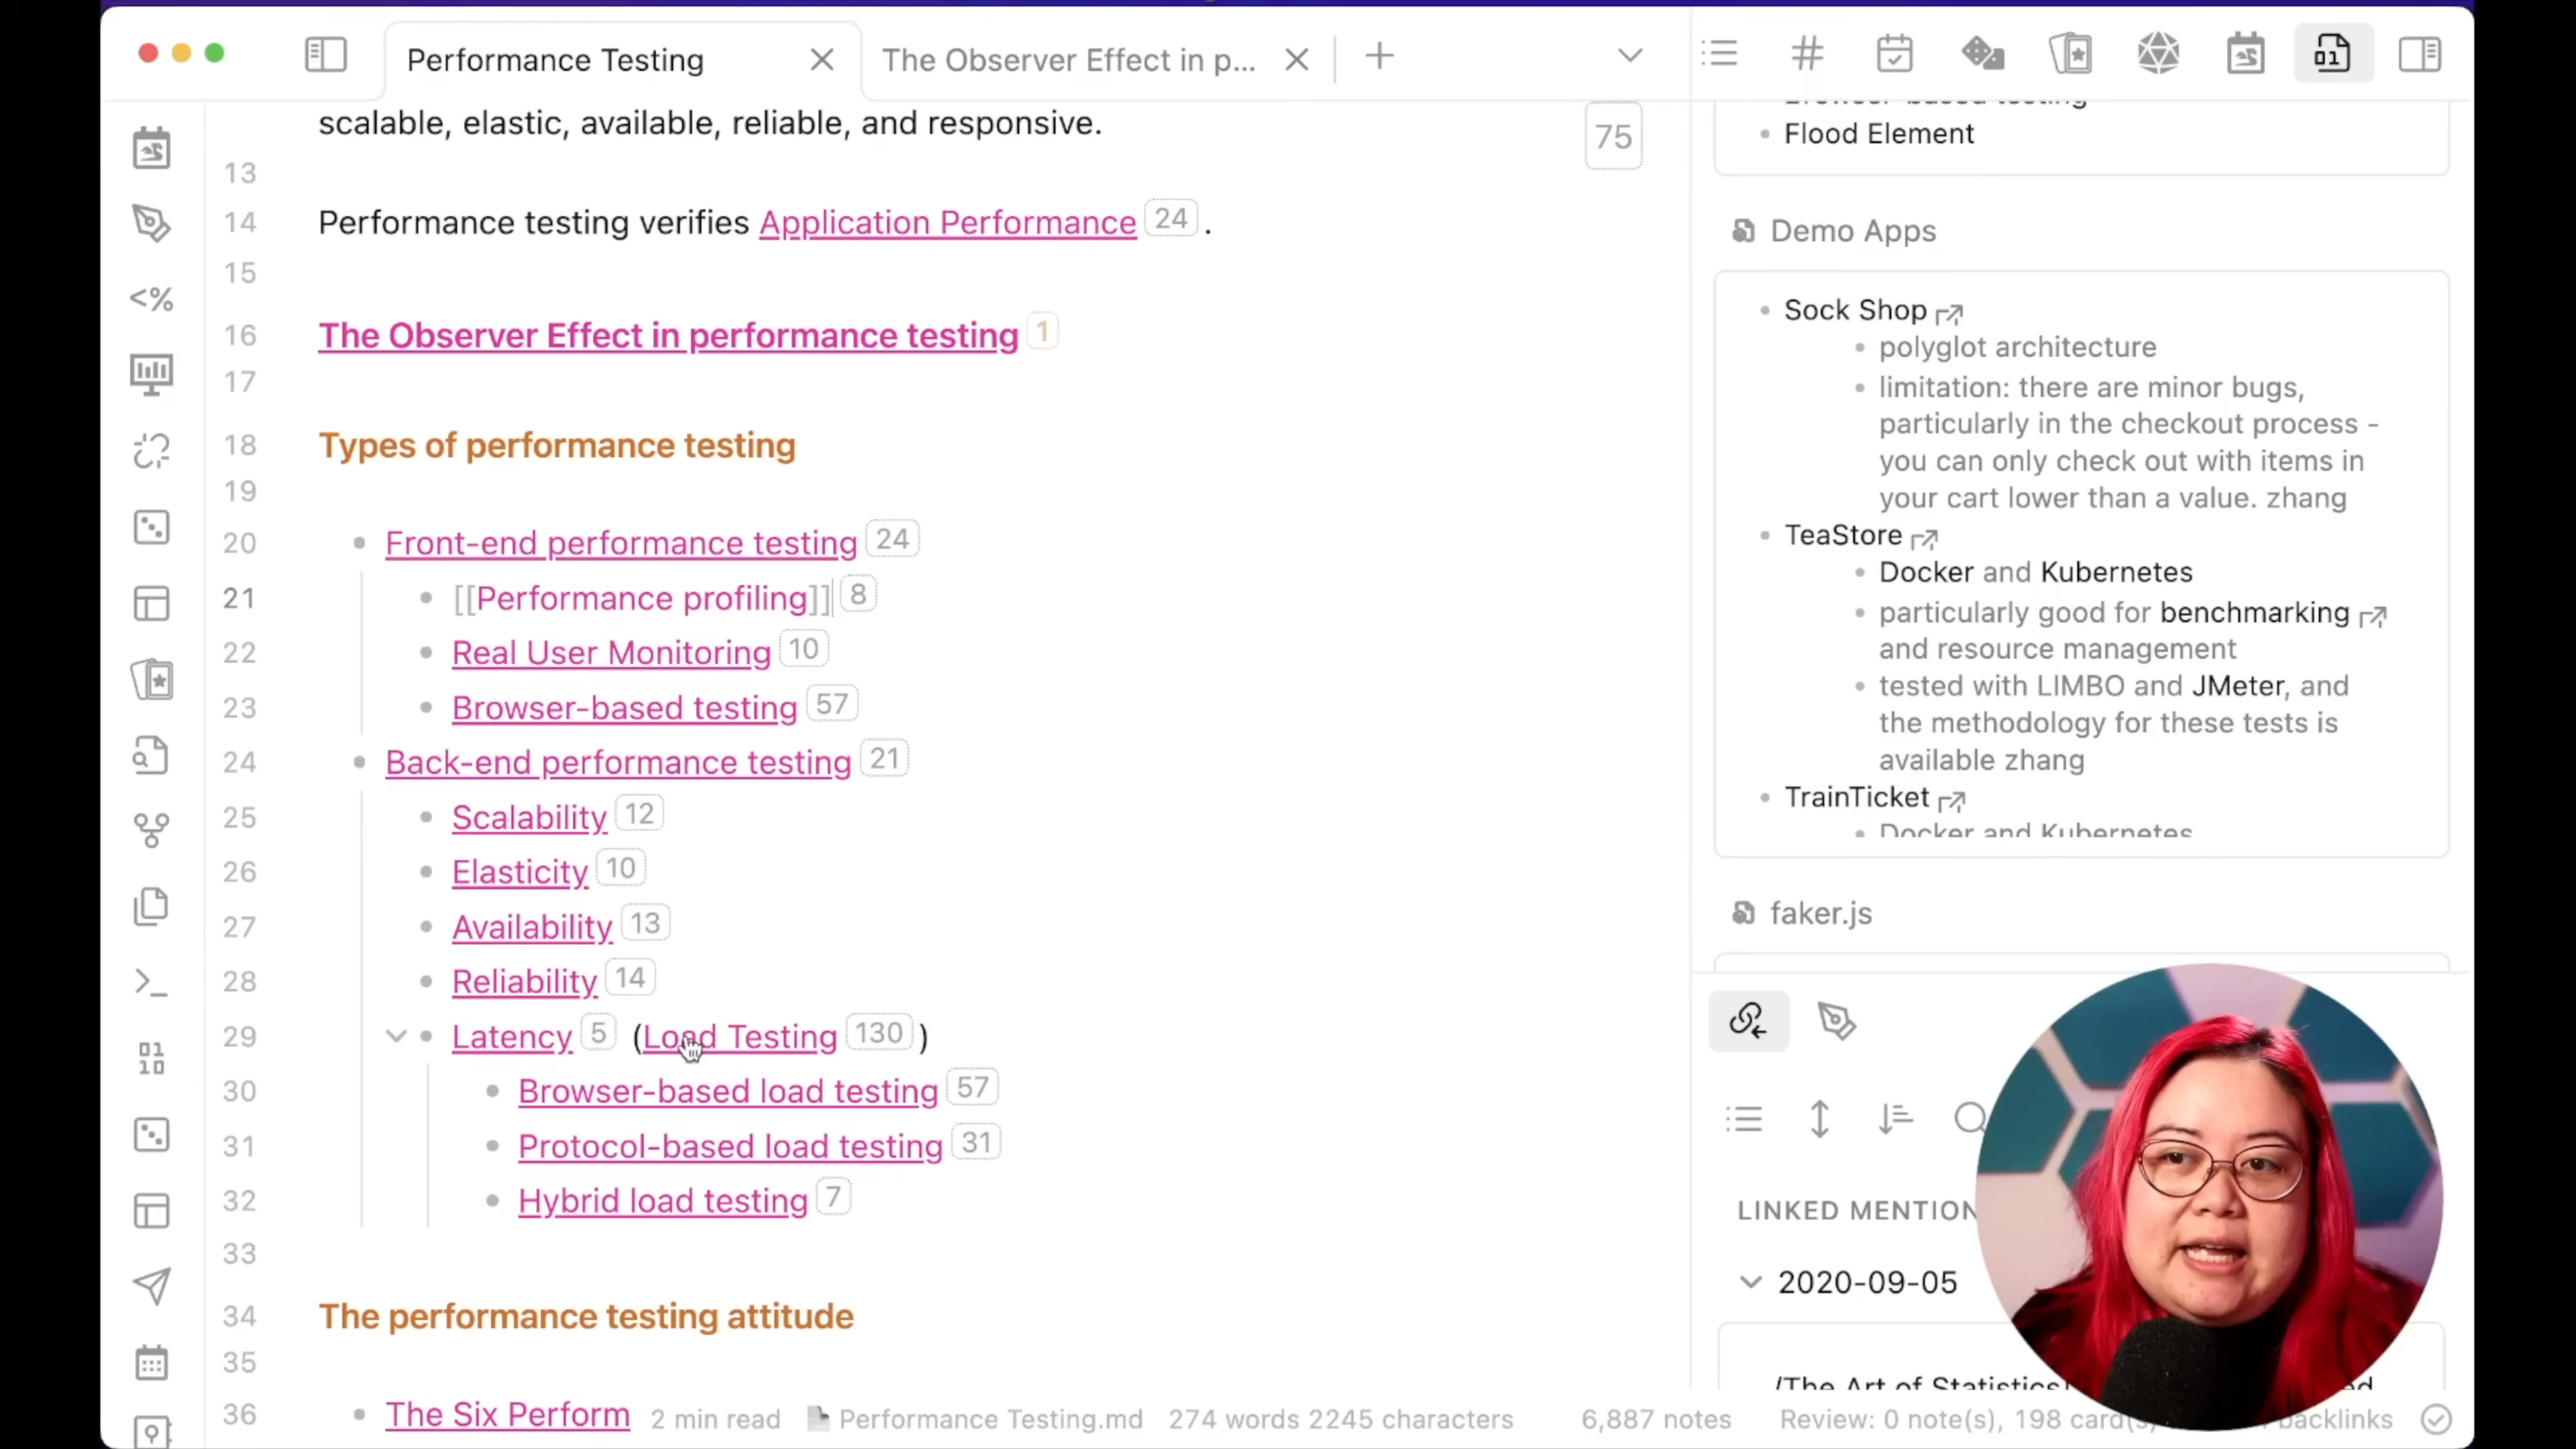 Performance Testing
The Observer Effect in p...
scalable, elastic, available, reliable, and responsive.
75
13
14 Performance testing verifies Application Performance 24 .
15
16 The Observer Effect in performance testing 1
17
18 Types of performance testing
19
20 Front-end performance testing 24
21 [[Performance profiling]] 8
22 Real User Monitoring 10
23 Browser-based testing 57
24 Back-end performance testing 21
25 Scalability 12
26 Elasticity 10
27 Availability 13
28 Reliability 14
29 Latency 5 (Load Testing 130 )
30 Browser-based load testing 57
31 Protocol-based load testing 31
32 Hybrid load testing 7
33
34 The performance testing attitude
35
36 The Six Perform
2 min read Performance Testing.md 274 words 2245 characters 6,887 notes Review: 0 note(s), 198 card(s) backlinks
Browser-based testing
Flood Element
Demo Apps
Sock Shop
polyglot architecture
limitation: there are minor bugs,
particularly in the checkout process -
you can only check out with items in
your cart lower than a value. zhang
TeaStore
Docker and Kubernetes
particularly good for benchmarking
and resource management
tested with LIMBO and JMeter, and
the methodology for these tests is
available zhang
TrainTicket
Docker and Kubernetes
faker.js
LINKED MENTION
2020-09-05
/The Art of Statistics